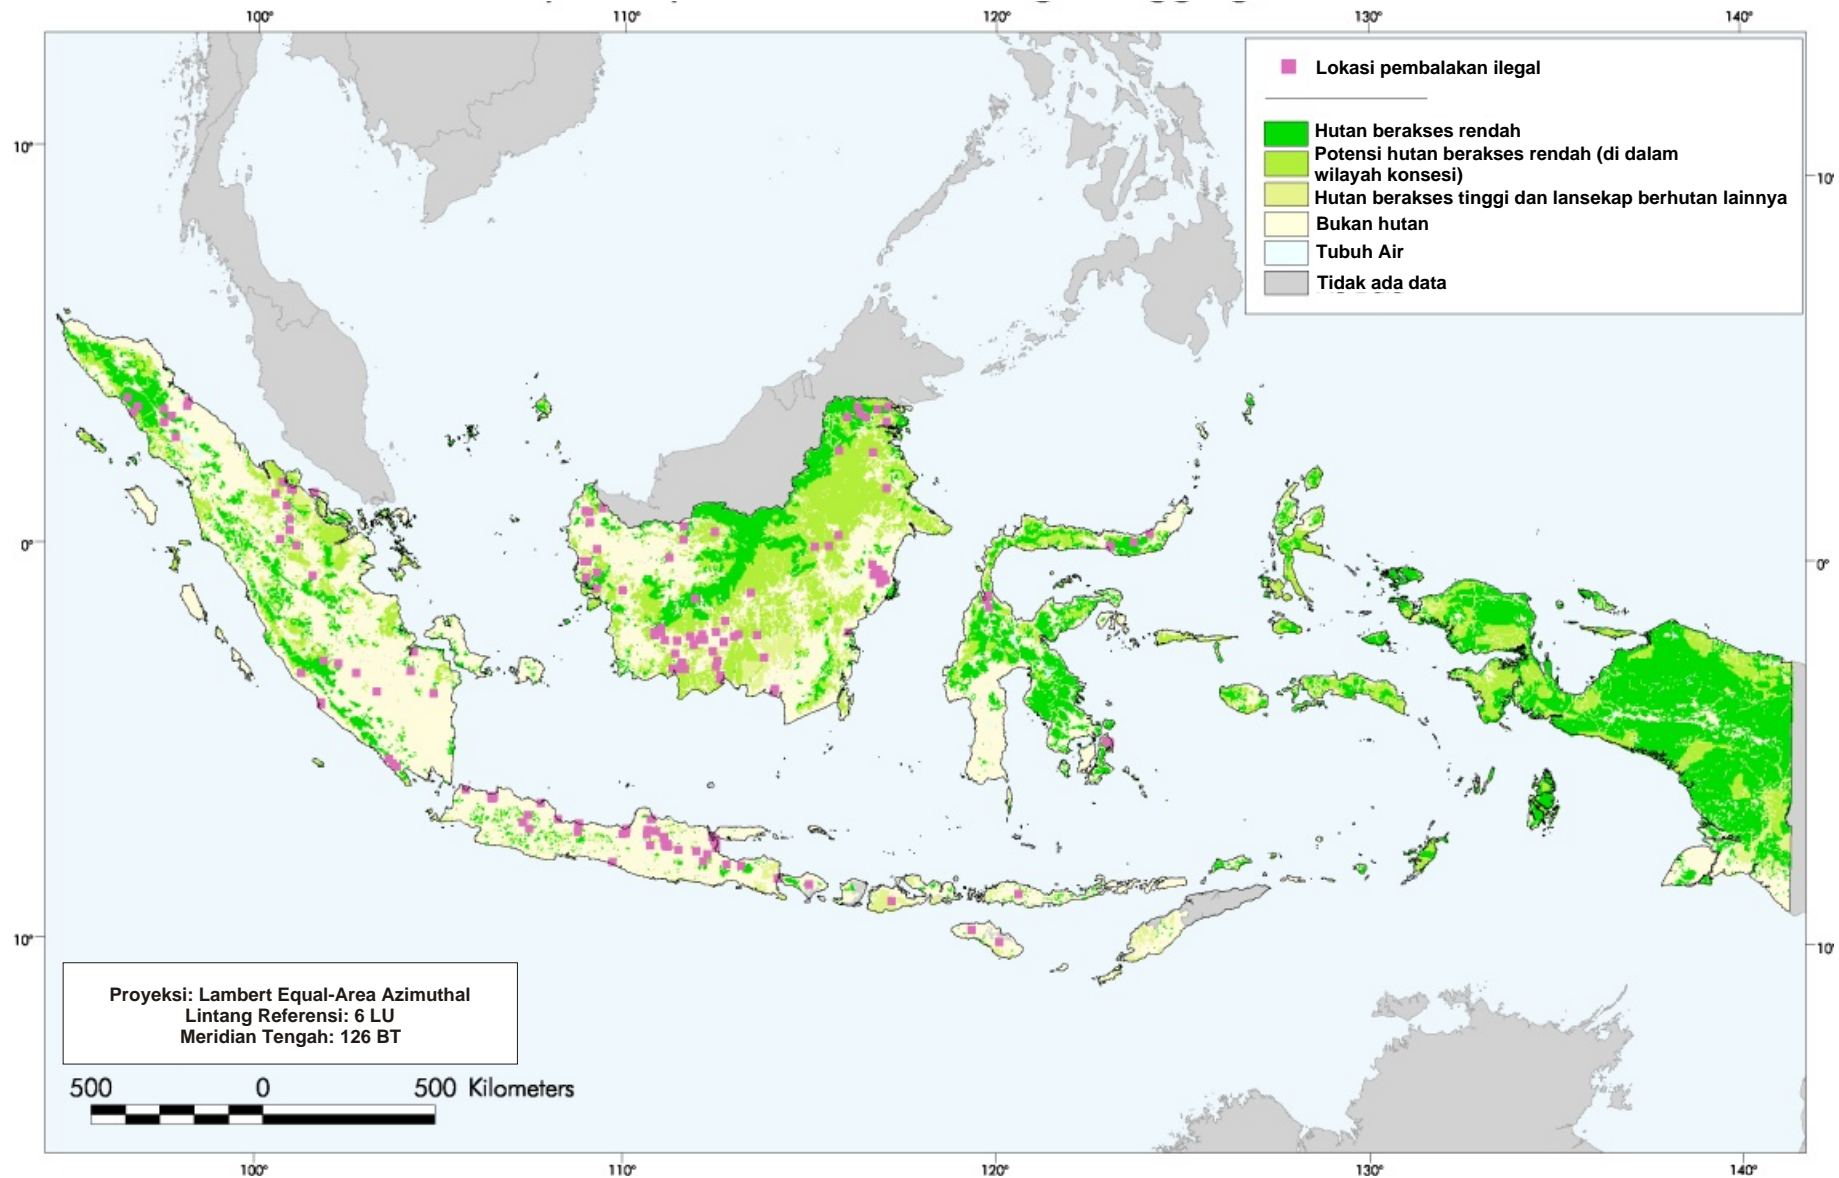 100°
110°
120°
130°
140°
Lokasi pembalakan ilegal
Hutan berakses rendah
Potensi hutan berakses rendah (di dalam
wilayah konsesi)
Hutan berakses tinggi dan lansekap berhutan lainnya
Bukan hutan
Tubuh Air
Tidak ada data
10°
10°
0°
0°
10°
10°
Proyeksi: Lambert Equal-Area Azimuthal
Lintang Referensi: 6 LU
Meridian Tengah: 126 BT
500 0 500 Kilometers
100°
110°
120°
130°
140°